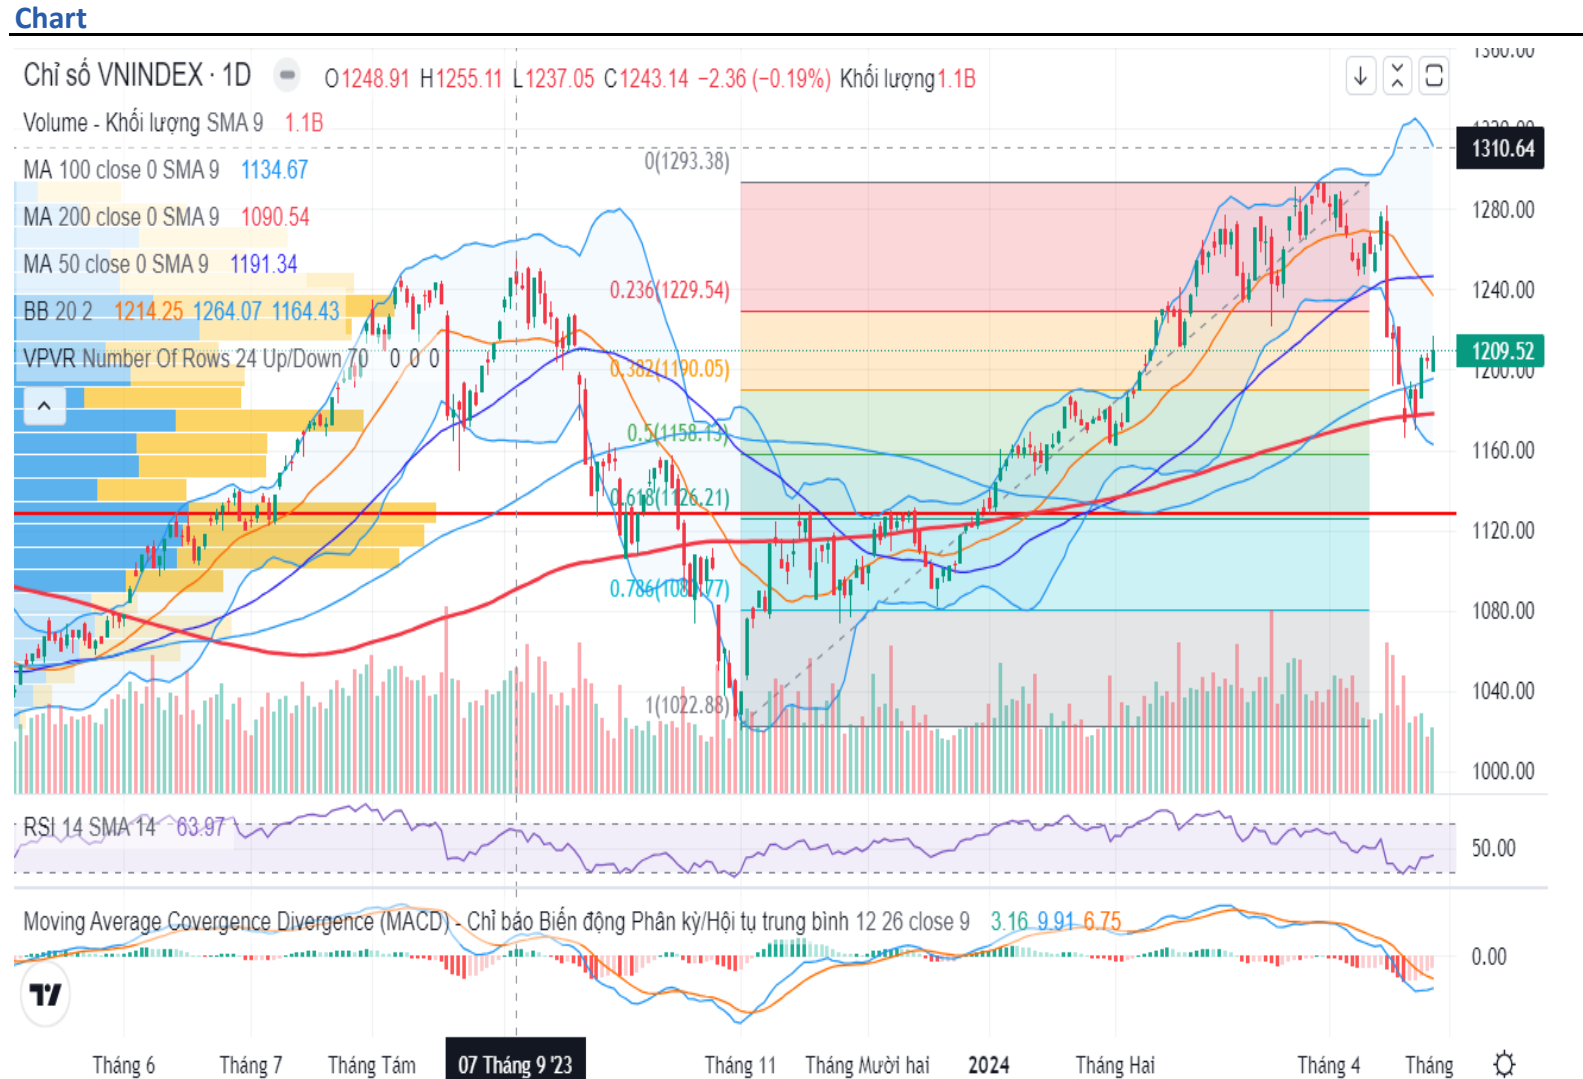 Chart
Chỉ số VNINDEX · 1D O1248.91 H1255.11 L1237.05 C1243.14 −2.36 (−0.19%) Khối lượng1.1B
Volume - Khối lượng SMA 9 1.1B
MA 100 close 0 SMA 9 1134.67
MA 200 close 0 SMA 9 1090.54
MA 50 close 0 SMA 9 1191.34
BB 20 2 1214.25 1264.07 1164.43
VPVR Number Of Rows 24 Up/Down 70 0 0 0
0(1293.38)
0.236(1229.54)
0.382(1190.05)
0.5(1158.13)
0.618(1126.21)
1(1022.88)
1360.00
1310.64
1280.00
1240.00
1209.52
1200.00
1160.00
1120.00
1080.00
1040.00
1000.00
RSI 14 SMA 14 63.97
50.00
Moving Average Covergence Divergence (MACD) - Chỉ báo Biến động Phân kỳ/Hội tụ trung bình 12 26 close 9 3.16 9.91 6.75
0.00
Tháng 6 Tháng 7 Tháng Tám 07 Tháng 9 '23 Tháng 11 Tháng Mười hai 2024 Tháng Hai Tháng 4 Tháng